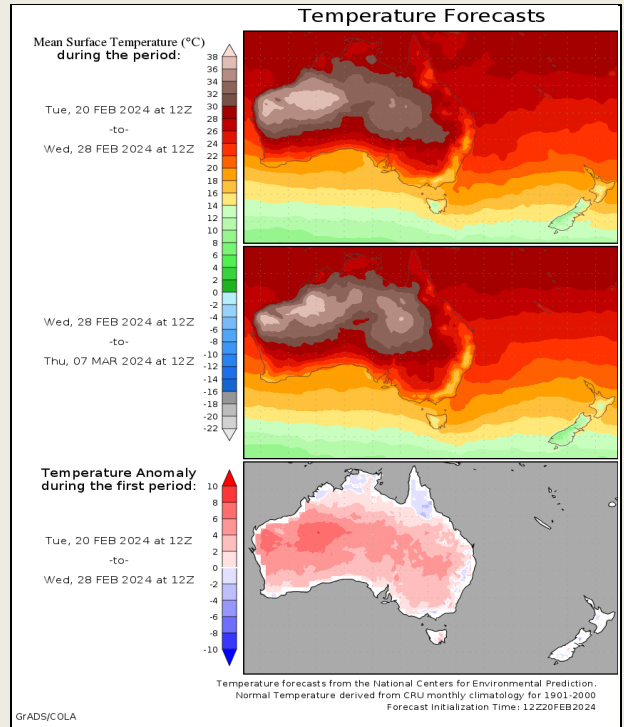 Temperature Forecasts
Mean Surface Temperature (°C)
during the period:
38
36
34
32
30
28
26
24
22
20
18
16
14
12
10
8
6
4
2
0
-2
-4
-6
-8
-10
-12
-14
-16
-18
-20
-22
Tue, 20 FEB 2024 at 12Z
-to-
Wed, 28 FEB 2024 at 12Z
Wed, 28 FEB 2024 at 12Z
-to-
Thu, 07 MAR 2024 at 12Z
Temperature Anomaly
during the first period:
10
8
6
4
2
0
-2
-4
-6
-8
-10
Tue, 20 FEB 2024 at 12Z
-to-
Wed, 28 FEB 2024 at 12Z
Temperature forecasts from the National Centers for Environmental Prediction.
Normal Temperature derived from CRU monthly climatology for 1901-2000
Forecast Initialization Time: 12Z20FEB2024
GrADS/COLA